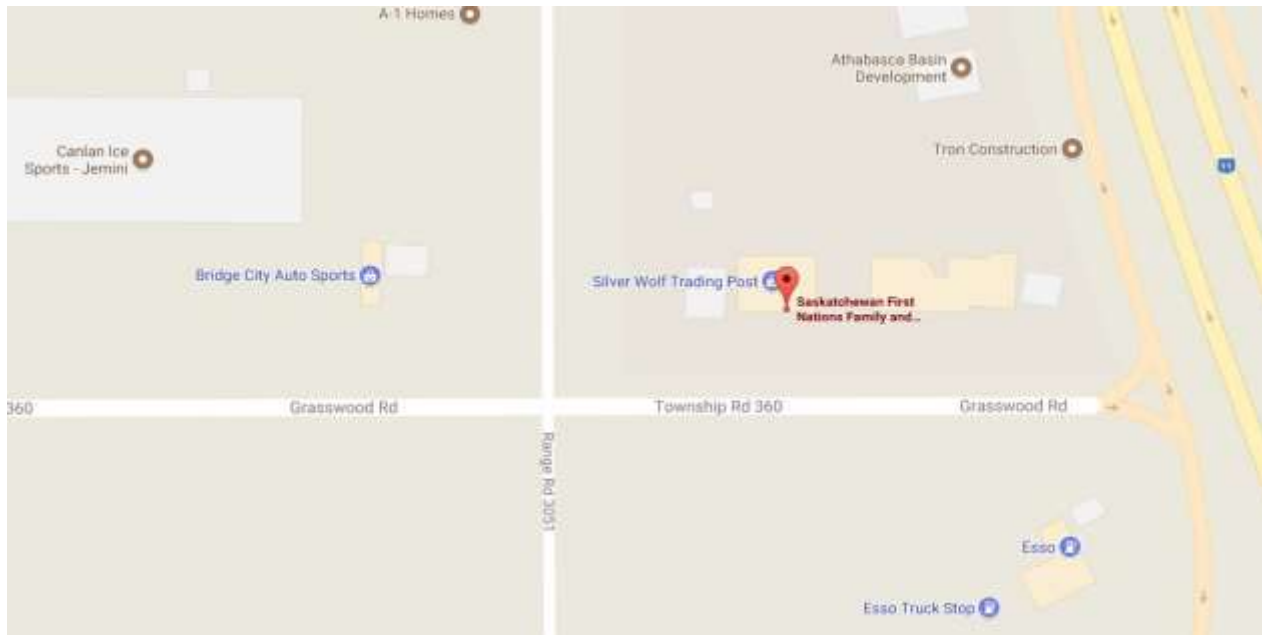 A-1 Homes
Athabasca Basin
Development
Canlan Ice
Sports - Jemini
Tron Construction
11
Bridge City Auto Sports
Silver Wolf Trading Post
Saskatchewan First
Nations Family and...
360
Grasswood Rd
Township Rd 360
Grasswood Rd
Range Rd 3051
Esso
Esso Truck Stop